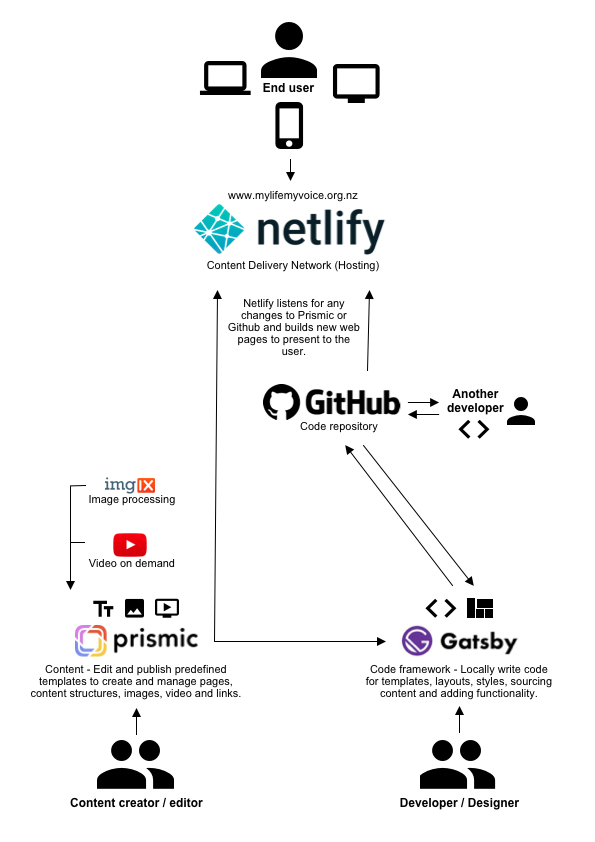 End user
www.mylifemyvoice.org.nz
netlify
Content Delivery Network (Hosting)
Netlify listens for any
changes to Prismic or
Github and builds new web
pages to present to the
user.
GitHub
Code repository
Another
developer
imgIX
Image processing
Video on demand
TT
prismic
Content - Edit and publish predefined
templates to create and manage pages,
content structures, images, video and links.
Gatsby
Code framework - Locally write code
for templates, layouts, styles, sourcing
content and adding functionality.
Content creator / editor
Developer / Designer